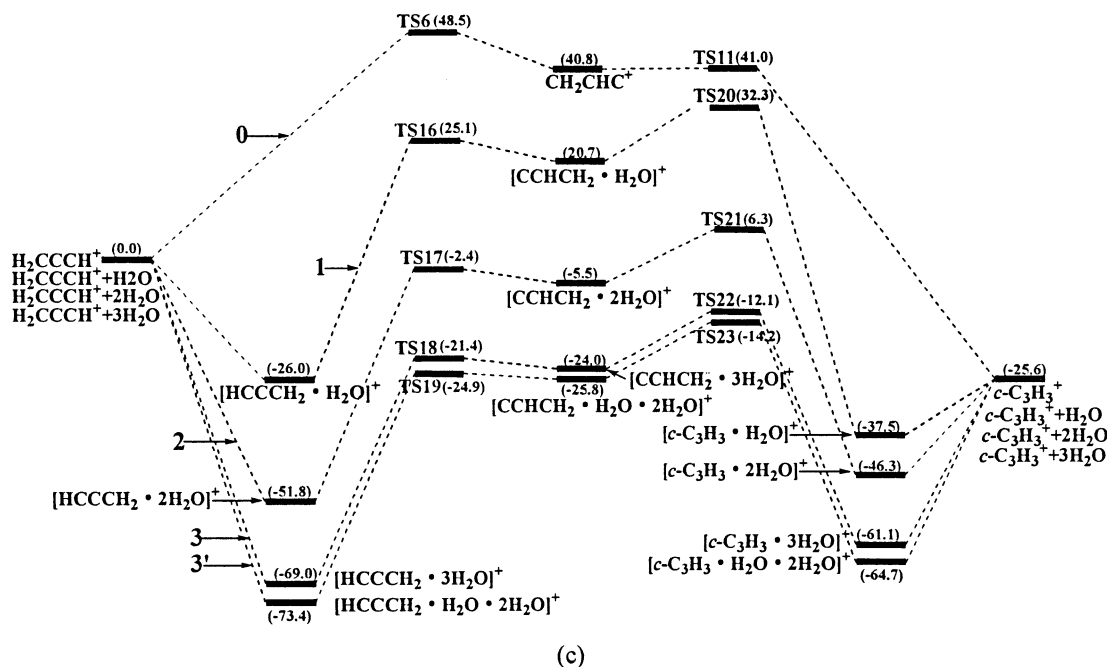 TS6 (48.5)
(40.8)
CH₂CHC⁺
TS11 (41.0)
TS20 (32.3)
0
TS16 (25.1)
(20.7)
[CCHCH₂ • H₂O]⁺
(0.0)
H₂CCCH⁺
H₂CCCH⁺+H2O
H₂CCCH⁺+2H₂O
H₂CCCH⁺+3H₂O
1
TS17 (-2.4)
(-5.5)
[CCHCH₂ • 2H₂O]⁺
TS21 (6.3)
TS22 (-12.1)
TS23 (-14.2)
TS18 (-21.4)
TS19 (-24.9)
(-24.0)
(-25.8)
[CCHCH₂ • 3H₂O]⁺
[CCHCH₂ • H₂O • 2H₂O]⁺
(-26.0)
[HCCCH₂ • H₂O]⁺
(-25.6)
c-C₃H₃⁺
c-C₃H₃⁺+H₂O
c-C₃H₃⁺+2H₂O
c-C₃H₃⁺+3H₂O
[c-C₃H₃ • H₂O]⁺
(-37.5)
2
[c-C₃H₃ • 2H₂O]⁺
(-46.3)
[HCCCH₂ • 2H₂O]⁺
(-51.8)
3
3'
[c-C₃H₃ • 3H₂O]⁺
(-61.1)
[c-C₃H₃ • H₂O • 2H₂O]⁺
(-64.7)
(-69.0)
[HCCCH₂ • 3H₂O]⁺
(-73.4)
[HCCCH₂ • H₂O • 2H₂O]⁺
(c)